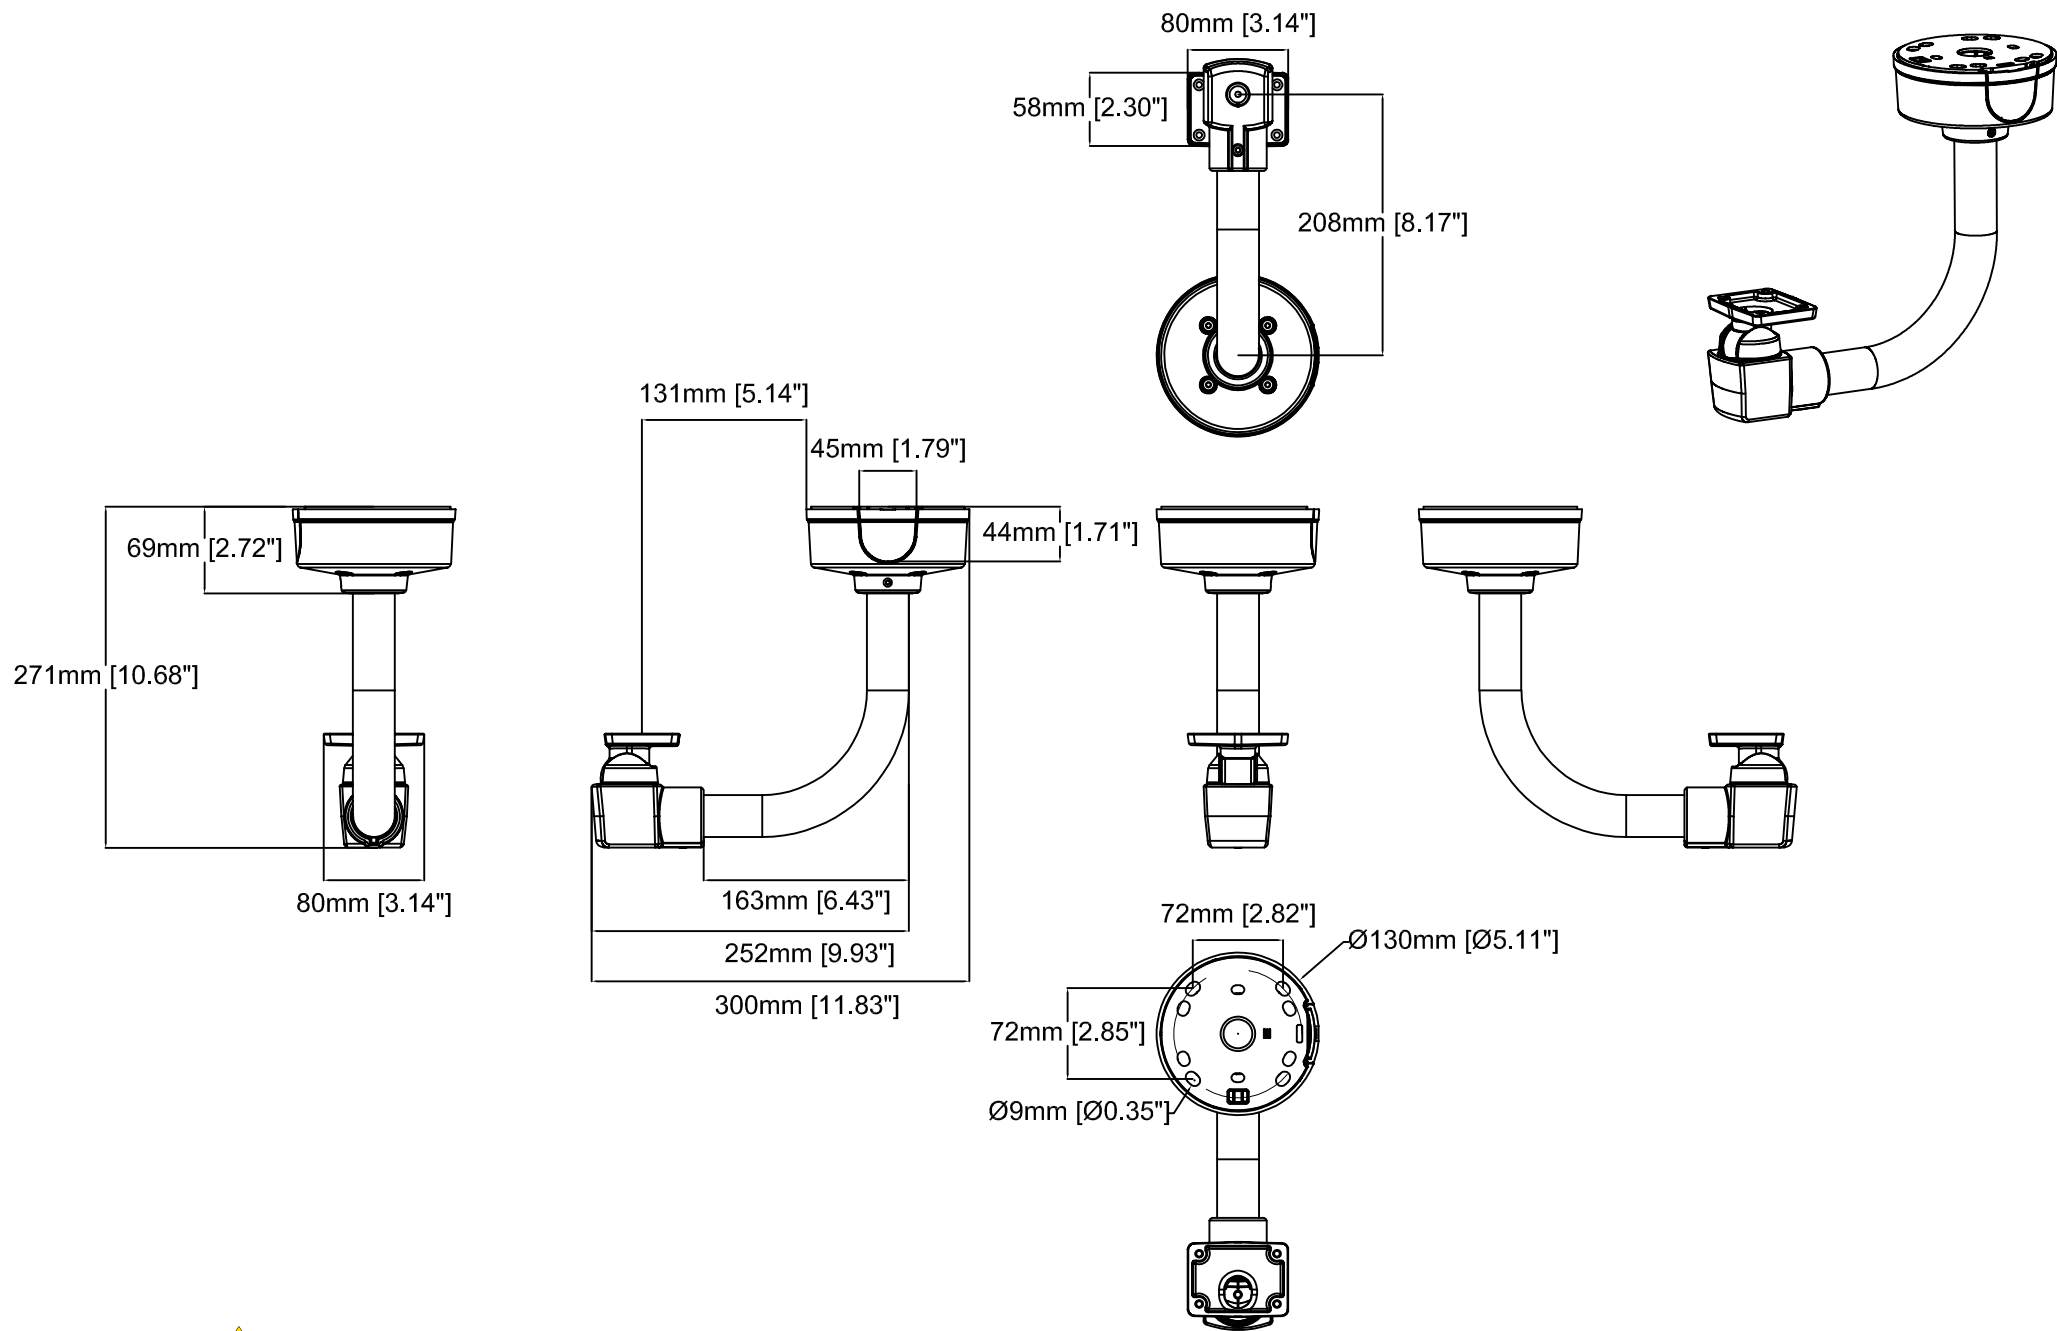 80mm [3.14"]
58mm [2.30"]
208mm [8.17"]
131mm [5.14"]
45mm [1.79"]
44mm [1.71"]
69mm [2.72"]
271mm [10.68"]
80mm [3.14"]
163mm [6.43"]
252mm [9.93"]
300mm [11.83"]
72mm [2.82"]
Ø130mm [Ø5.11"]
72mm [2.85"]
Ø9mm [Ø0.35"]